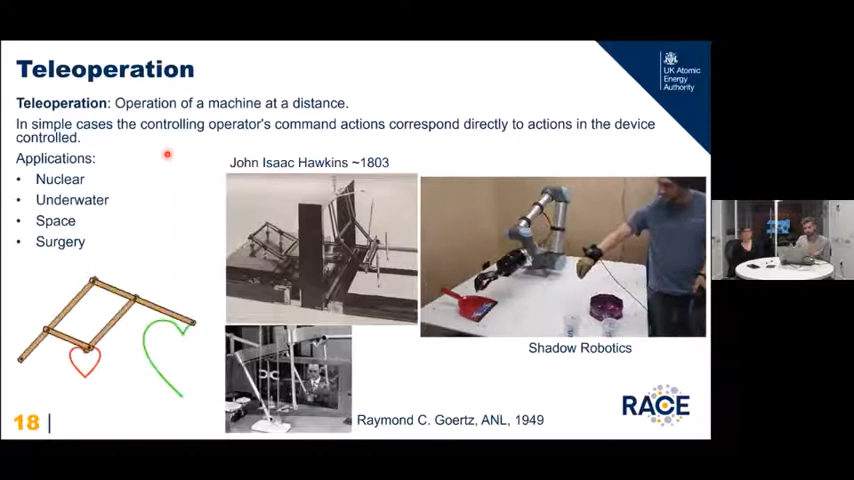 Teleoperation
UK Atomic
Energy
Authority
Teleoperation: Operation of a machine at a distance.
In simple cases the controlling operator's command actions correspond directly to actions in the device
controlled.
Applications:
• Nuclear
• Underwater
• Space
• Surgery
John Isaac Hawkins ~1803
Shadow Robotics
Raymond C. Goertz, ANL, 1949
RACE
18